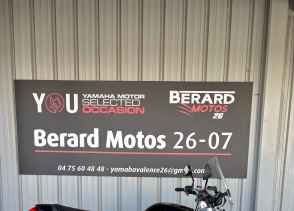 YOU YAMAHA MOTOR
SELECTED
OCCASION
BERARD
MOTOS
26
Berard Motos 26-07
04 75 60 48 48 - yamahavalence26@gmail.com